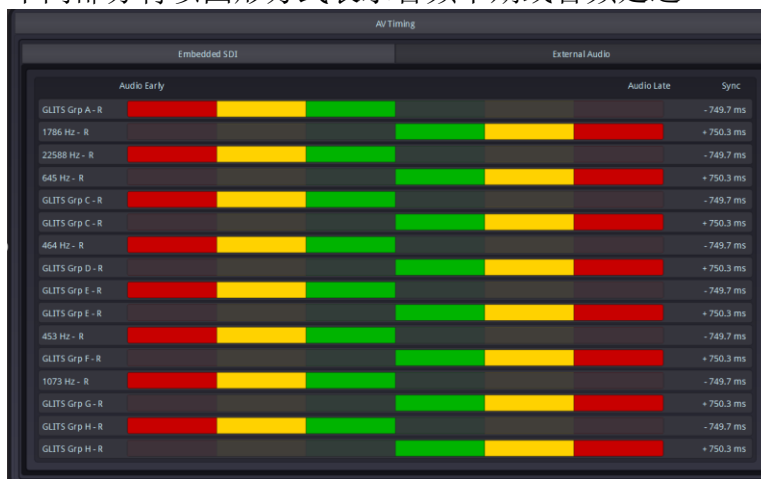 AV Timing
Embedded SDI External Audio
Audio Early Audio Late Sync
GLITS Grp A - R - 749.7 ms
1786 Hz - R + 750.3 ms
22588 Hz - R - 749.7 ms
645 Hz - R + 750.3 ms
GLITS Grp C - R - 749.7 ms
GLITS Grp C - R + 750.3 ms
464 Hz - R - 749.7 ms
GLITS Grp D - R + 750.3 ms
GLITS Grp E - R - 749.7 ms
GLITS Grp E - R + 750.3 ms
453 Hz - R - 749.7 ms
GLITS Grp F - R + 750.3 ms
1073 Hz - R - 749.7 ms
GLITS Grp G - R + 750.3 ms
GLITS Grp H - R - 749.7 ms
GLITS Grp H - R + 750.3 ms